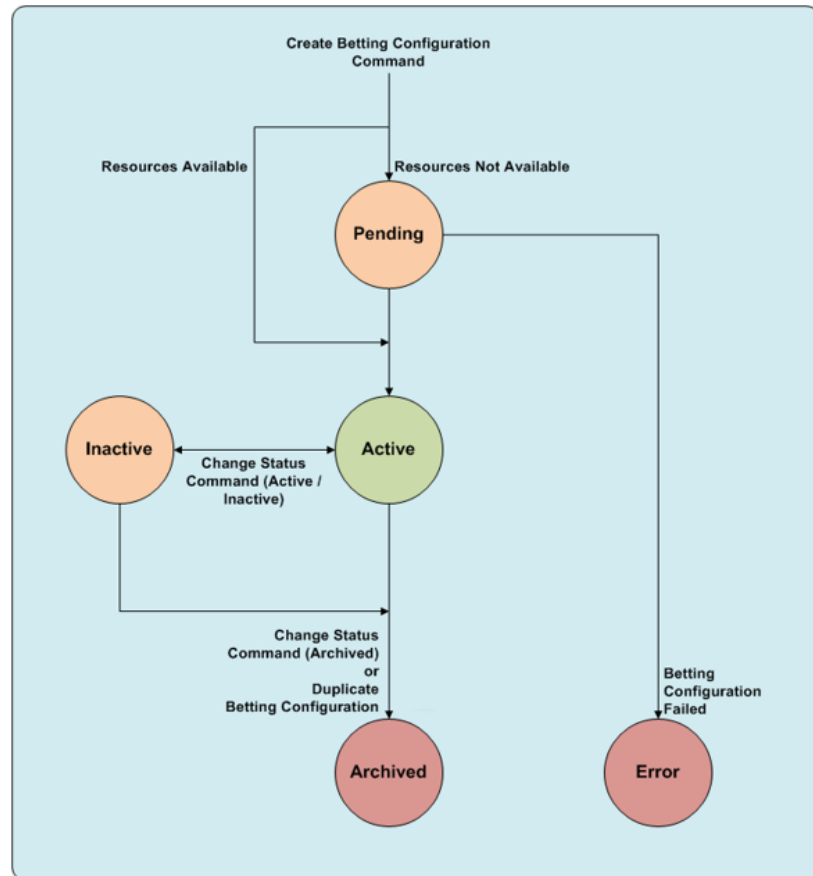 Create Betting Configuration
Command
Resources Available
Resources Not Available
Pending
Inactive
Active
Change Status
Command (Active /
Inactive)
Change Status
Command (Archived)
or
Duplicate
Betting Configuration
Betting
Configuration
Failed
Archived
Error